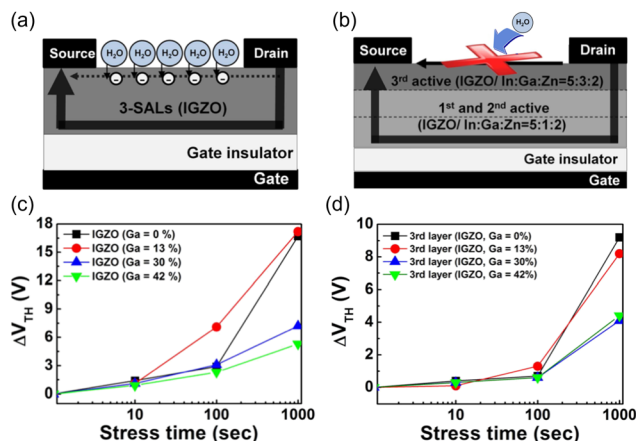 (a)
H₂O H₂O H₂O H₂O H₂O
Source Drain
3-SALs (IGZO)
Gate insulator
Gate
(b)
H₂O
Source Drain
3rd active (IGZO/ In:Ga:Zn=5:3:2)
1st and 2nd active
(IGZO/ In:Ga:Zn=5:1:2)
Gate insulator
Gate
(c)
18
15
12
9
6
3
0
ΔV_TH (V)
IGZO (Ga = 0 %)
IGZO (Ga = 13 %)
IGZO (Ga = 30 %)
IGZO (Ga = 42 %)
10 100 1000
Stress time (sec)
(d)
10
8
6
4
2
0
ΔV_TH (V)
3rd layer (IGZO, Ga= 0%)
3rd layer (IGZO, Ga = 13%)
3rd layer (IGZO, Ga = 30%)
3rd layer (IGZO, Ga = 42%)
10 100 1000
Stress time (sec)